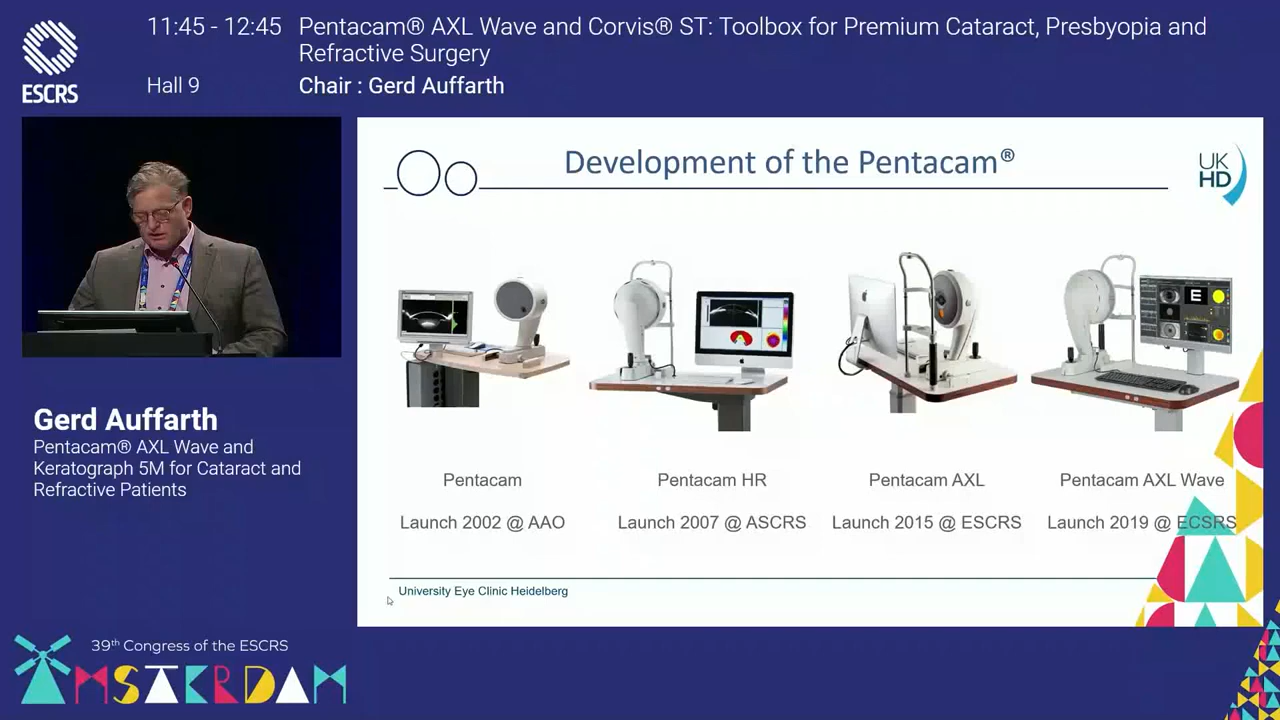 11:45 - 12:45
Pentacam® AXL Wave and Corvis® ST: Toolbox for Premium Cataract, Presbyopia and
Refractive Surgery
Hall 9
Chair : Gerd Auffarth
ESCRS
Development of the Pentacam®
UK
HD
E
Pentacam
Pentacam HR
Pentacam AXL
Pentacam AXL Wave
Launch 2002 @ AAO
Launch 2007 @ ASCRS
Launch 2015 @ ESCRS
Launch 2019 @ ECSRS
University Eye Clinic Heidelberg
Gerd Auffarth
Pentacam® AXL Wave and
Keratograph 5M for Cataract and
Refractive Patients
39th Congress of the ESCRS
AMSTERDAM